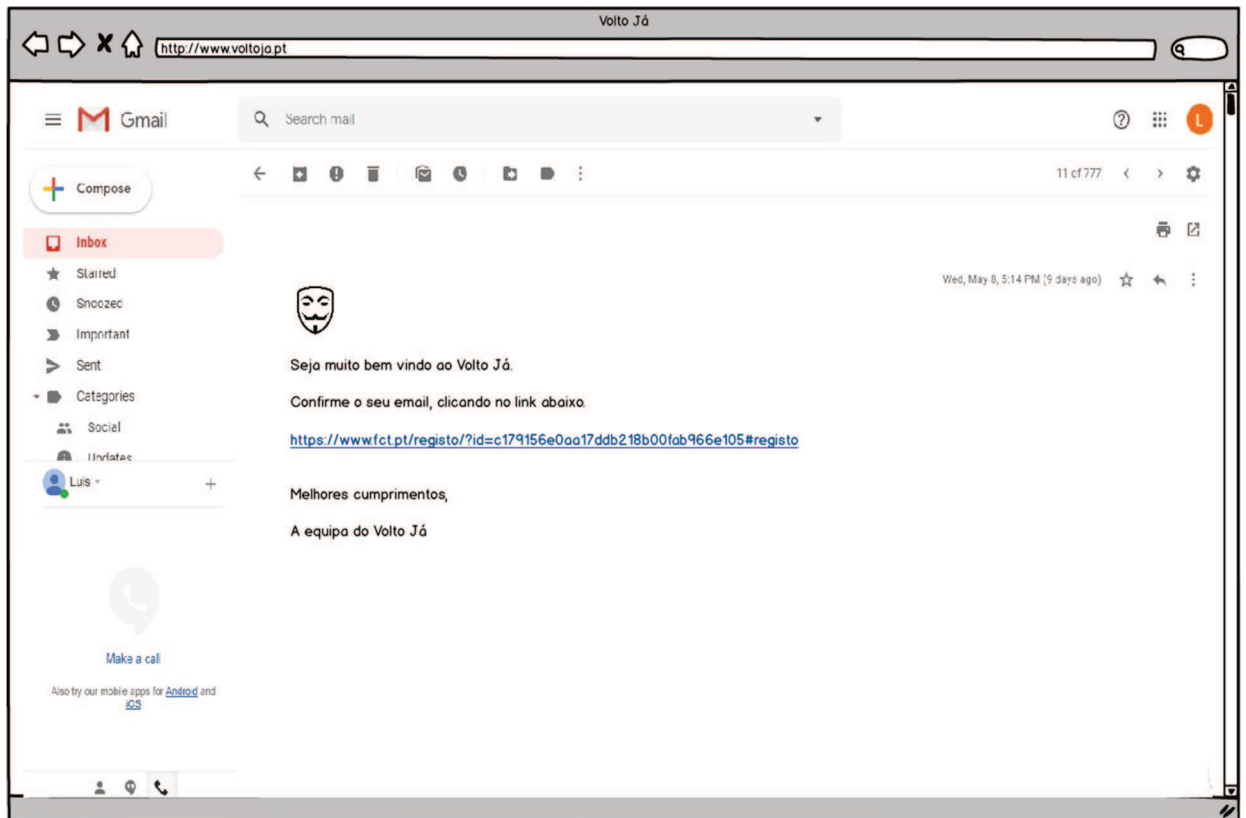 Volto Já
http://www.voltoja.pt
Gmail
Search mail
L
Compose
11 of 777
Inbox
Starred
Snoozed
Important
Sent
Categories
Social
Updates
Wed, May 8, 5:14 PM (9 days ago)
Seja muito bem vindo ao Volto Já.
Confirme o seu email, clicando no link abaixo.
https://www.fct.pt/registo/?id=c179156e0aa17ddb218b00fab966e105#registo
Melhores cumprimentos,
A equipa do Volto Já
Luis
Make a call
Also try our mobile apps for Android and
iOS